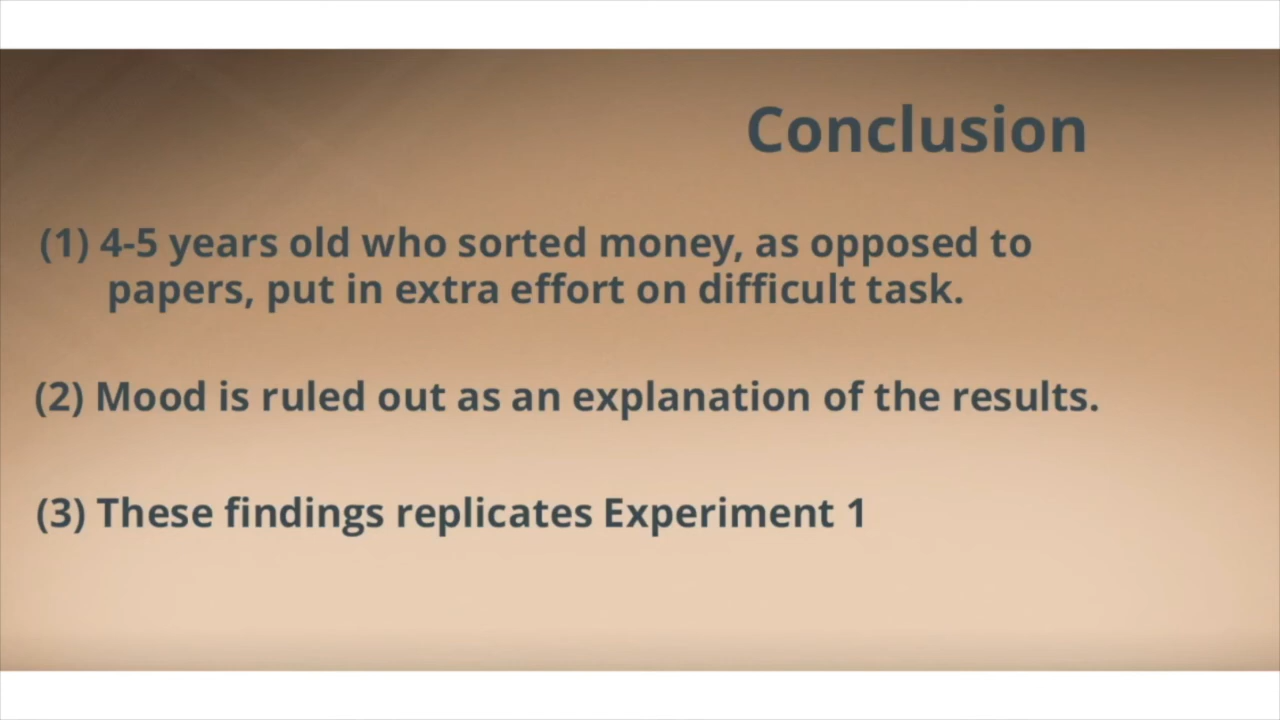 Conclusion
(1) 4-5 years old who sorted money, as opposed to
papers, put in extra effort on difficult task.
(2) Mood is ruled out as an explanation of the results.
(3) These findings replicates Experiment 1